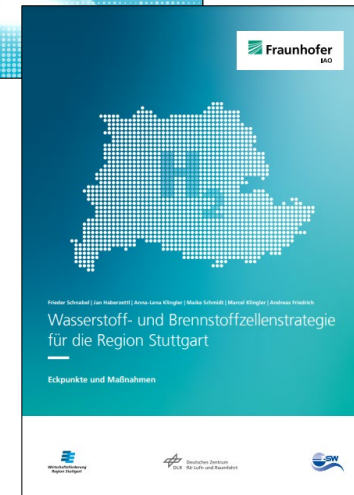 Fraunhofer
IAO
H2
Frieder Schnabel | Jan Haberzettl | Anna-Lena Klingler | Maike Schmidt | Marcel Klingler | Andreas Friedrich
Wasserstoff- und Brennstoffzellenstrategie
für die Region Stuttgart
Eckpunkte und Maßnahmen
Wirtschaftsförderung
Region Stuttgart
DLR
Deutsches Zentrum
für Luft- und Raumfahrt
ZSW